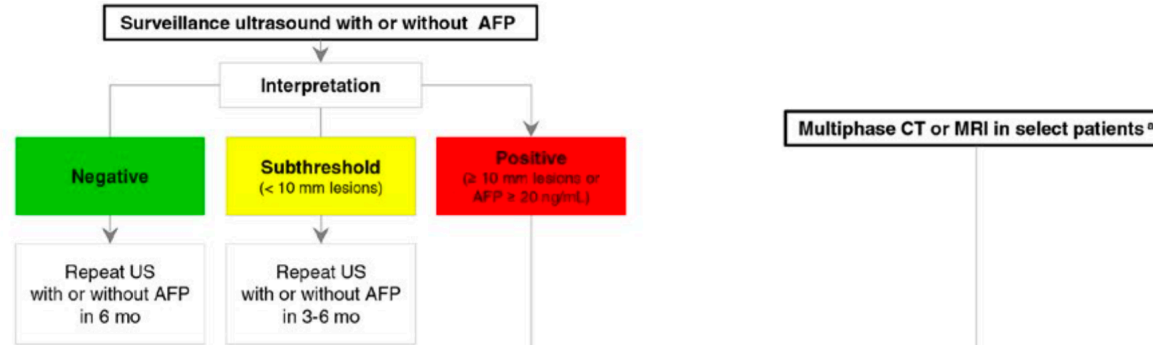 Surveillance ultrasound with or without AFP
Interpretation
Multiphase CT or MRI in select patients a
Negative
Subthreshold
(< 10 mm lesions)
Positive
(≥ 10 mm lesions or
AFP ≥ 20 ng/mL)
Repeat US
with or without AFP
in 6 mo
Repeat US
with or without AFP
in 3-6 mo